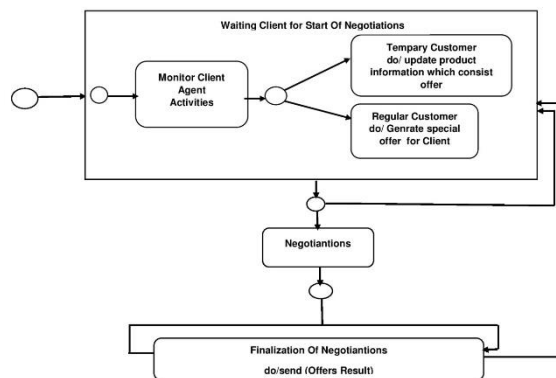 Waiting Client for Start Of Negotiations
Monitor Client
Agent
Activities
Tempary Customer
do/ update product
information which consist
offer
Regular Customer
do/ Genrate special
offer for Client
Negotiantions
Finalization Of Negotiantions
do/send (Offers Result)